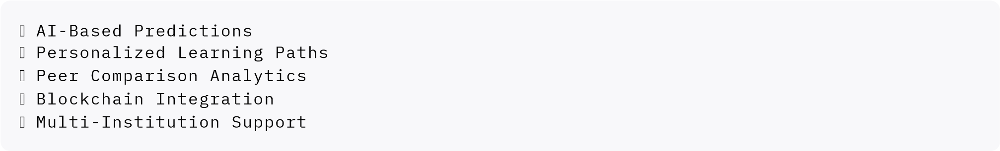 ▯ AI-Based Predictions
▯ Personalized Learning Paths
▯ Peer Comparison Analytics
▯ Blockchain Integration
▯ Multi-Institution Support